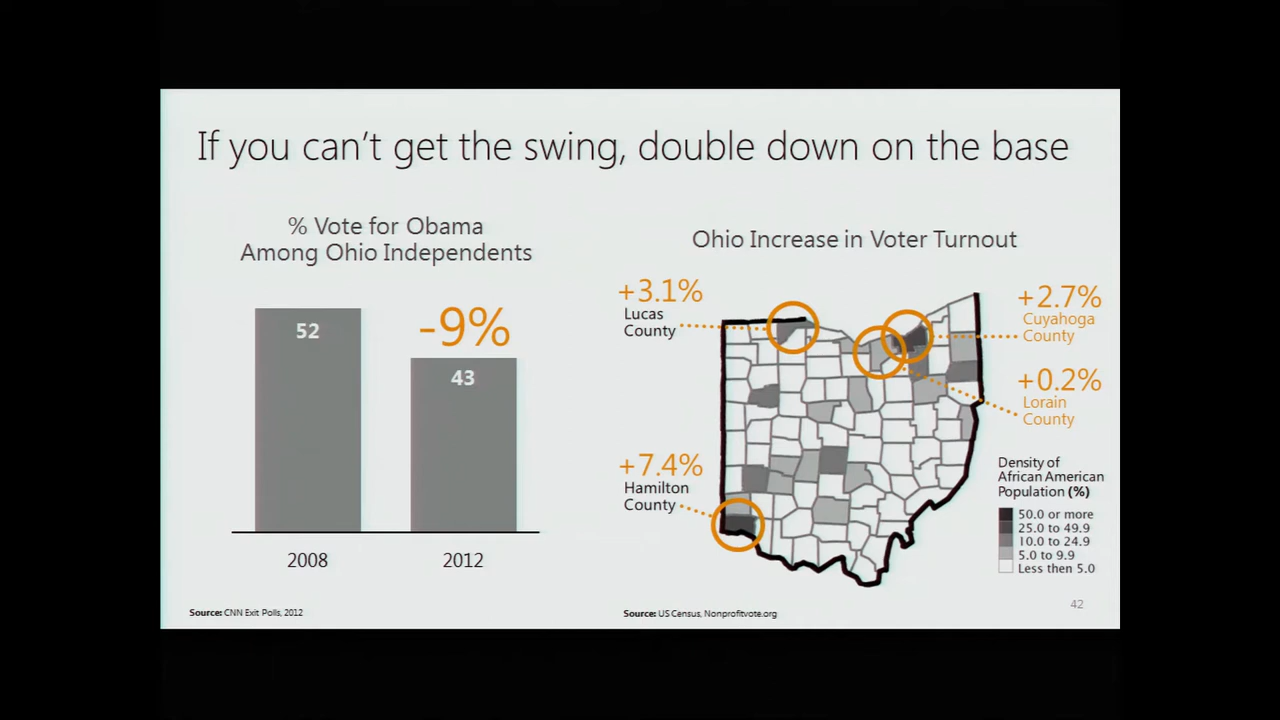 If you can't get the swing, double down on the base
% Vote for Obama
Among Ohio Independents
52
-9%
43
2008
2012
Source: CNN Exit Polls, 2012
Ohio Increase in Voter Turnout
+3.1%
Lucas
County
+2.7%
Cuyahoga
County
+0.2%
Lorain
County
+7.4%
Hamilton
County
Density of
African American
Population (%)
50.0 or more
25.0 to 49.9
10.0 to 24.9
5.0 to 9.9
Less then 5.0
Source: US Census, Nonprofitvote.org
42